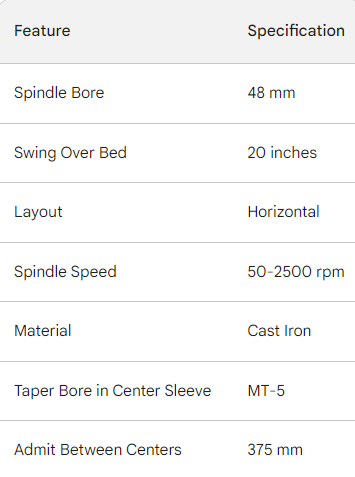 Feature Specification
Spindle Bore 48 mm
Swing Over Bed 20 inches
Layout Horizontal
Spindle Speed 50-2500 rpm
Material Cast Iron
Taper Bore in Center Sleeve MT-5
Admit Between Centers 375 mm